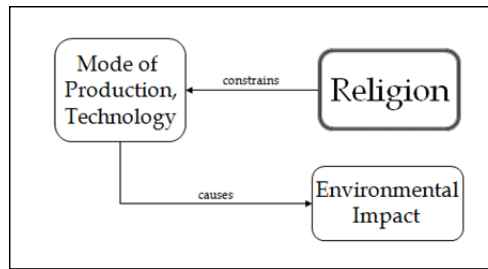 Mode of
Production,
Technology
constrains
Religion
causes
Environmental
Impact